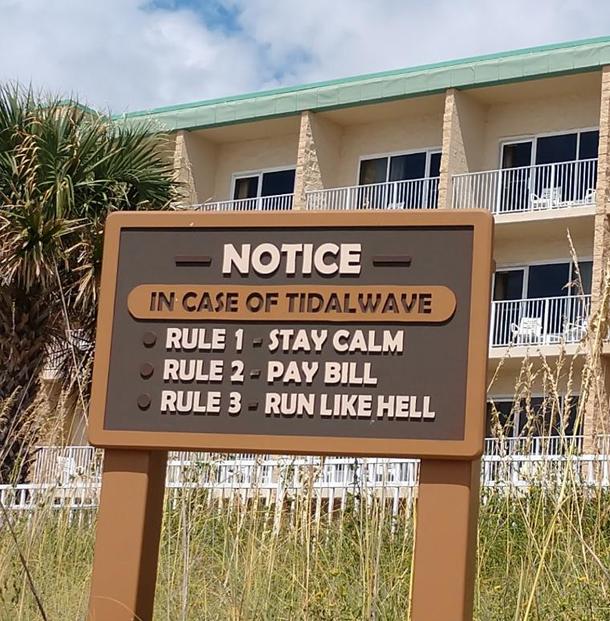 NOTICE
IN CASE OF TIDALWAVE
RULE 1 - STAY CALM
RULE 2 - PAY BILL
RULE 3 - RUN LIKE HELL